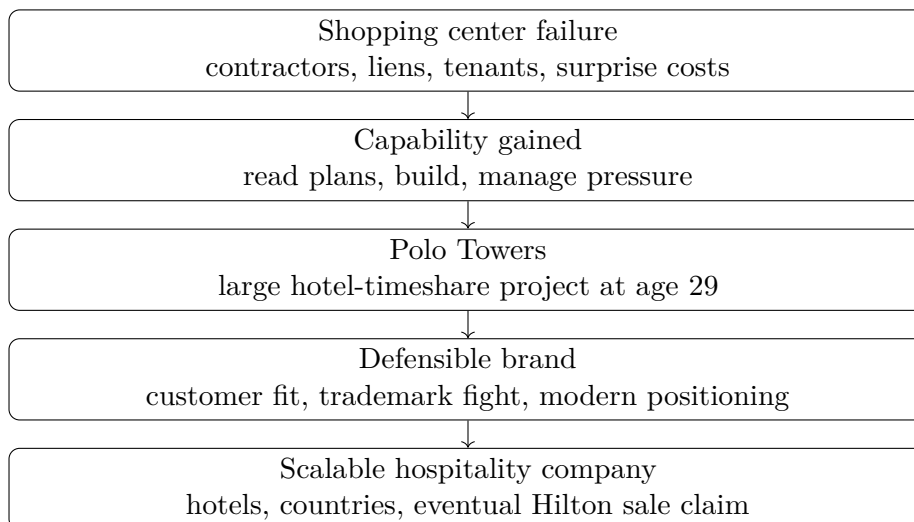 Shopping center failure
contractors, liens, tenants, surprise costs
Capability gained
read plans, build, manage pressure
Polo Towers
large hotel-timeshare project at age 29
Defensible brand
customer fit, trademark fight, modern positioning
Scalable hospitality company
hotels, countries, eventual Hilton sale claim